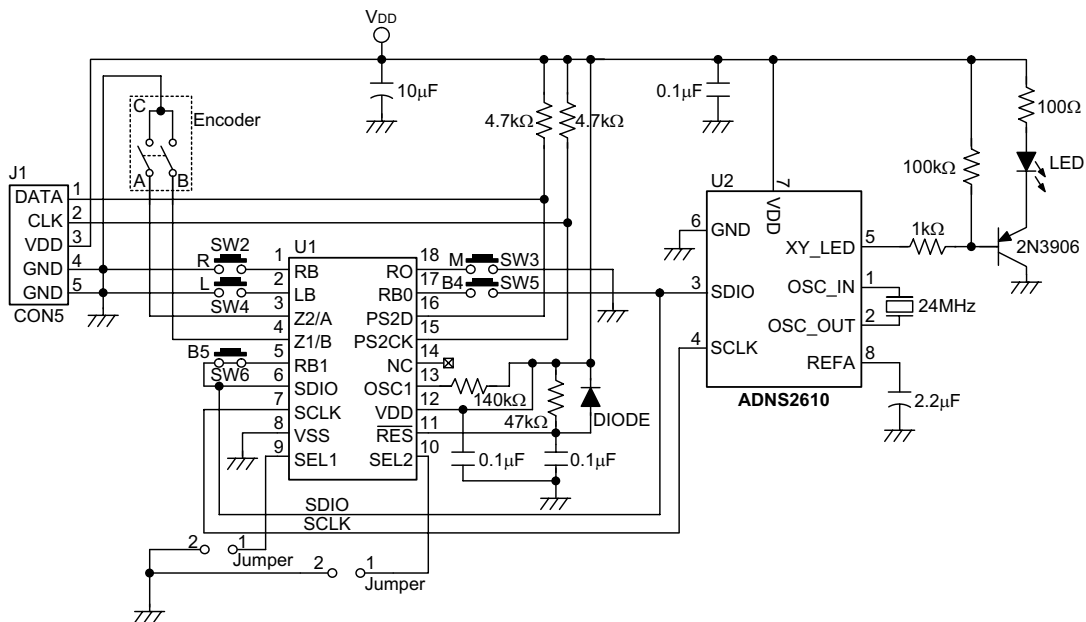 VDD
10μF
4.7kΩ
4.7kΩ
0.1μF
100Ω
C
Encoder
A
B
LED
100kΩ
J1
DATA 1
CLK 2
VDD 3
GND 4
GND 5
CON5
U2
7
VDD
6 GND
XY_LED 5
1kΩ
2N3906
3 SDIO
OSC_IN 1
24MHz
OSC_OUT 2
4 SCLK
REFA 8
2.2μF
ADNS2610
U1
R SW2
L SW4
B5 SW6
1 RB
2 LB
3 Z2/A
4 Z1/B
5 RB1
6 SDIO
7 SCLK
8 VSS
9 SEL1
RO 18
RB0 17
PS2D 16
PS2CK 15
NC 14
OSC1 13
VDD 12
RES 11
SEL2 10
M SW3
B4 SW5
140kΩ
47kΩ
DIODE
0.1μF
0.1μF
SDIO
SCLK
2 1
Jumper
2 1
Jumper